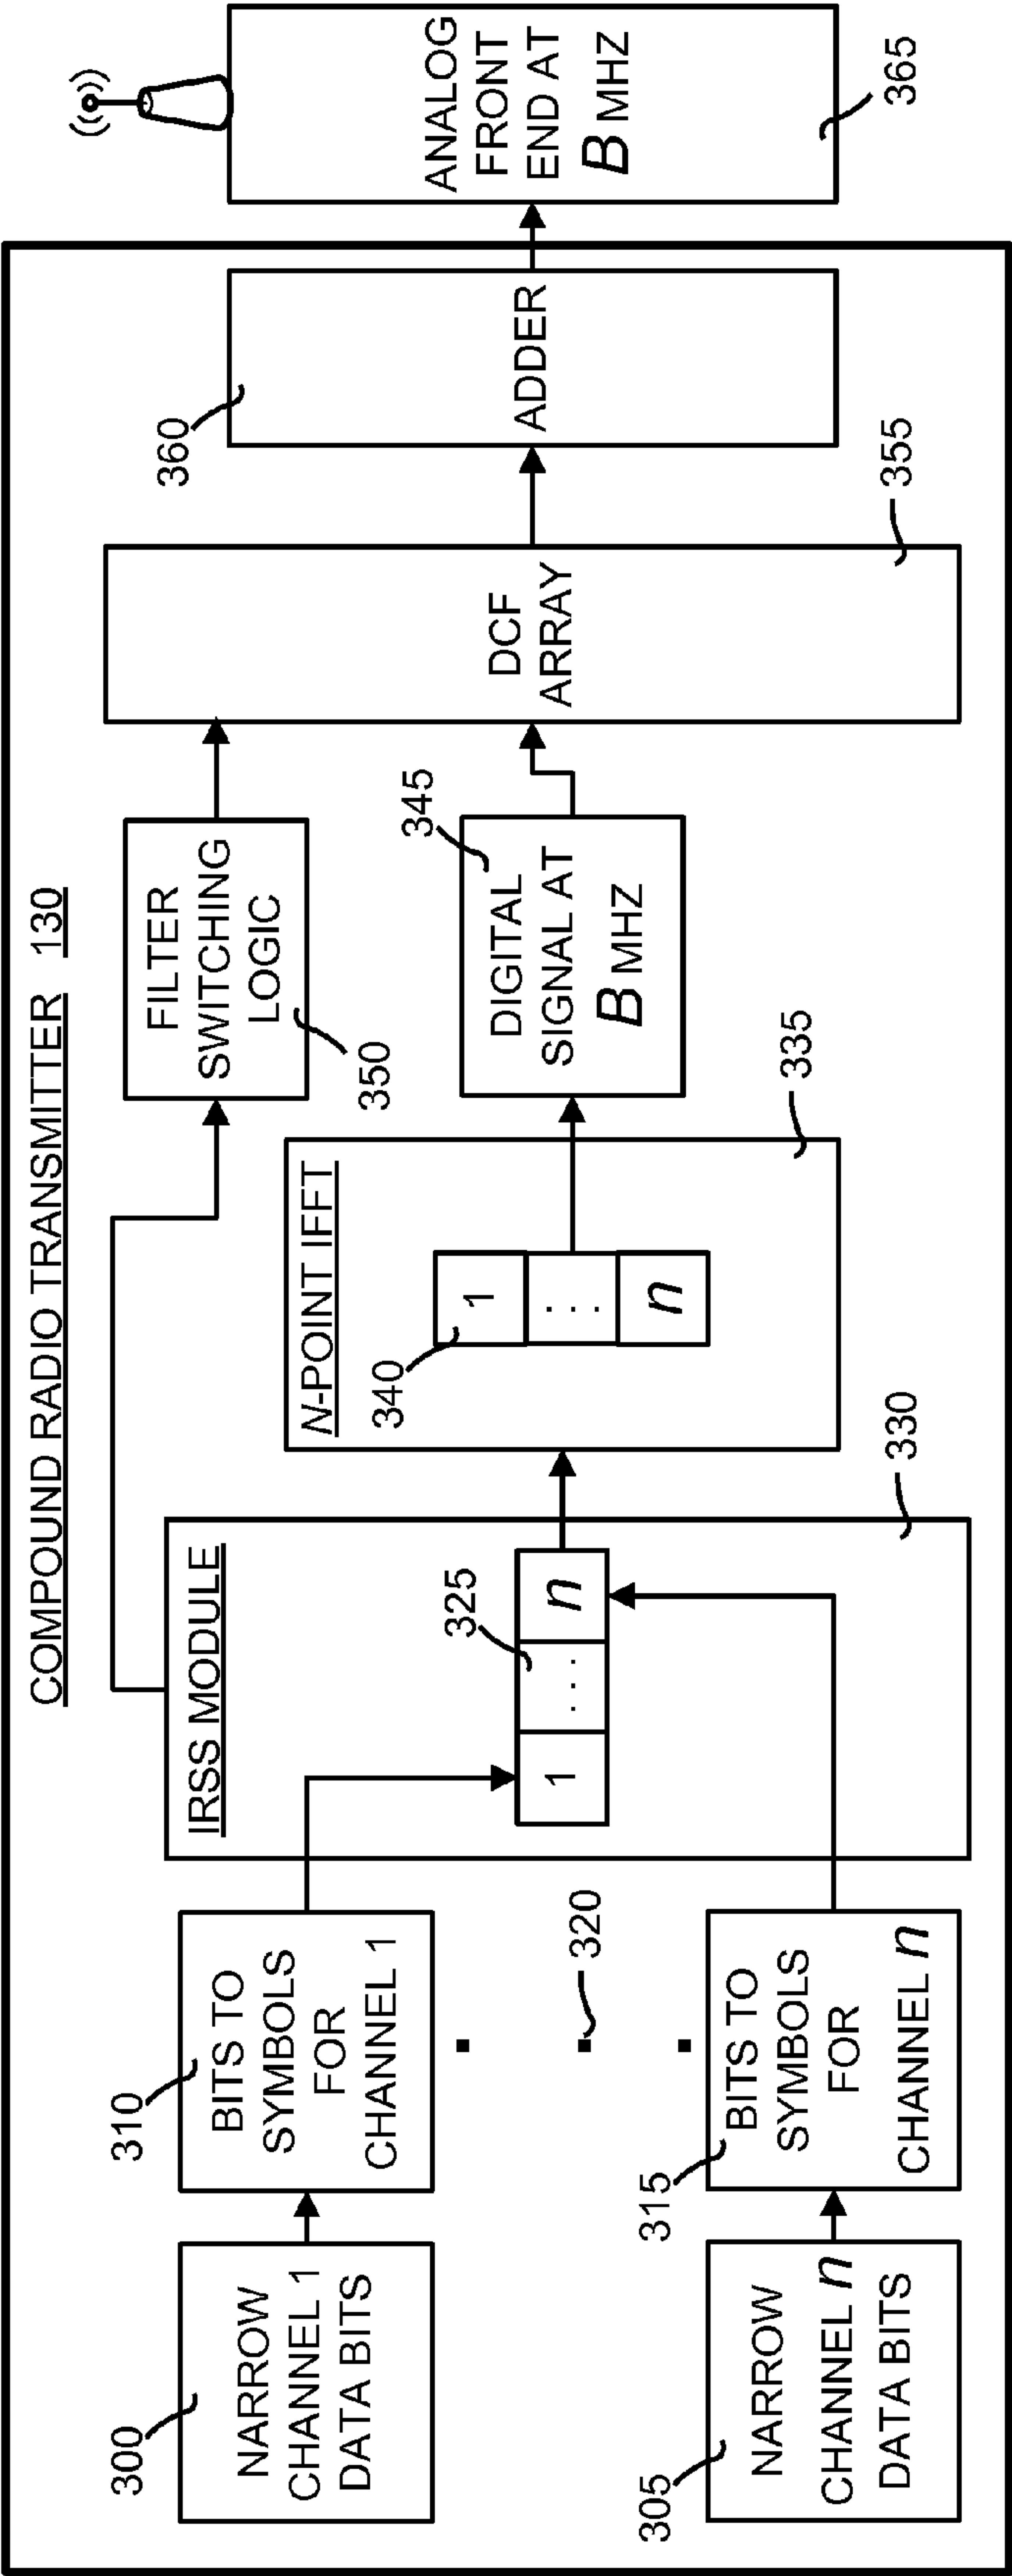 COMPOUND RADIO TRANSMITTER 130
300
NARROW
CHANNEL 1
DATA BITS
310
BITS TO
SYMBOLS
FOR
CHANNEL 1
320
305
NARROW
CHANNEL n
DATA BITS
315
BITS TO
SYMBOLS
FOR
CHANNEL n
IRSS MODULE
325
1
...
n
330
N-POINT IFFT
340
1
...
n
335
FILTER
SWITCHING
LOGIC
350
345
DIGITAL
SIGNAL AT
B MHZ
DCF
ARRAY
355
360
ADDER
ANALOG
FRONT
END AT
B MHZ
365